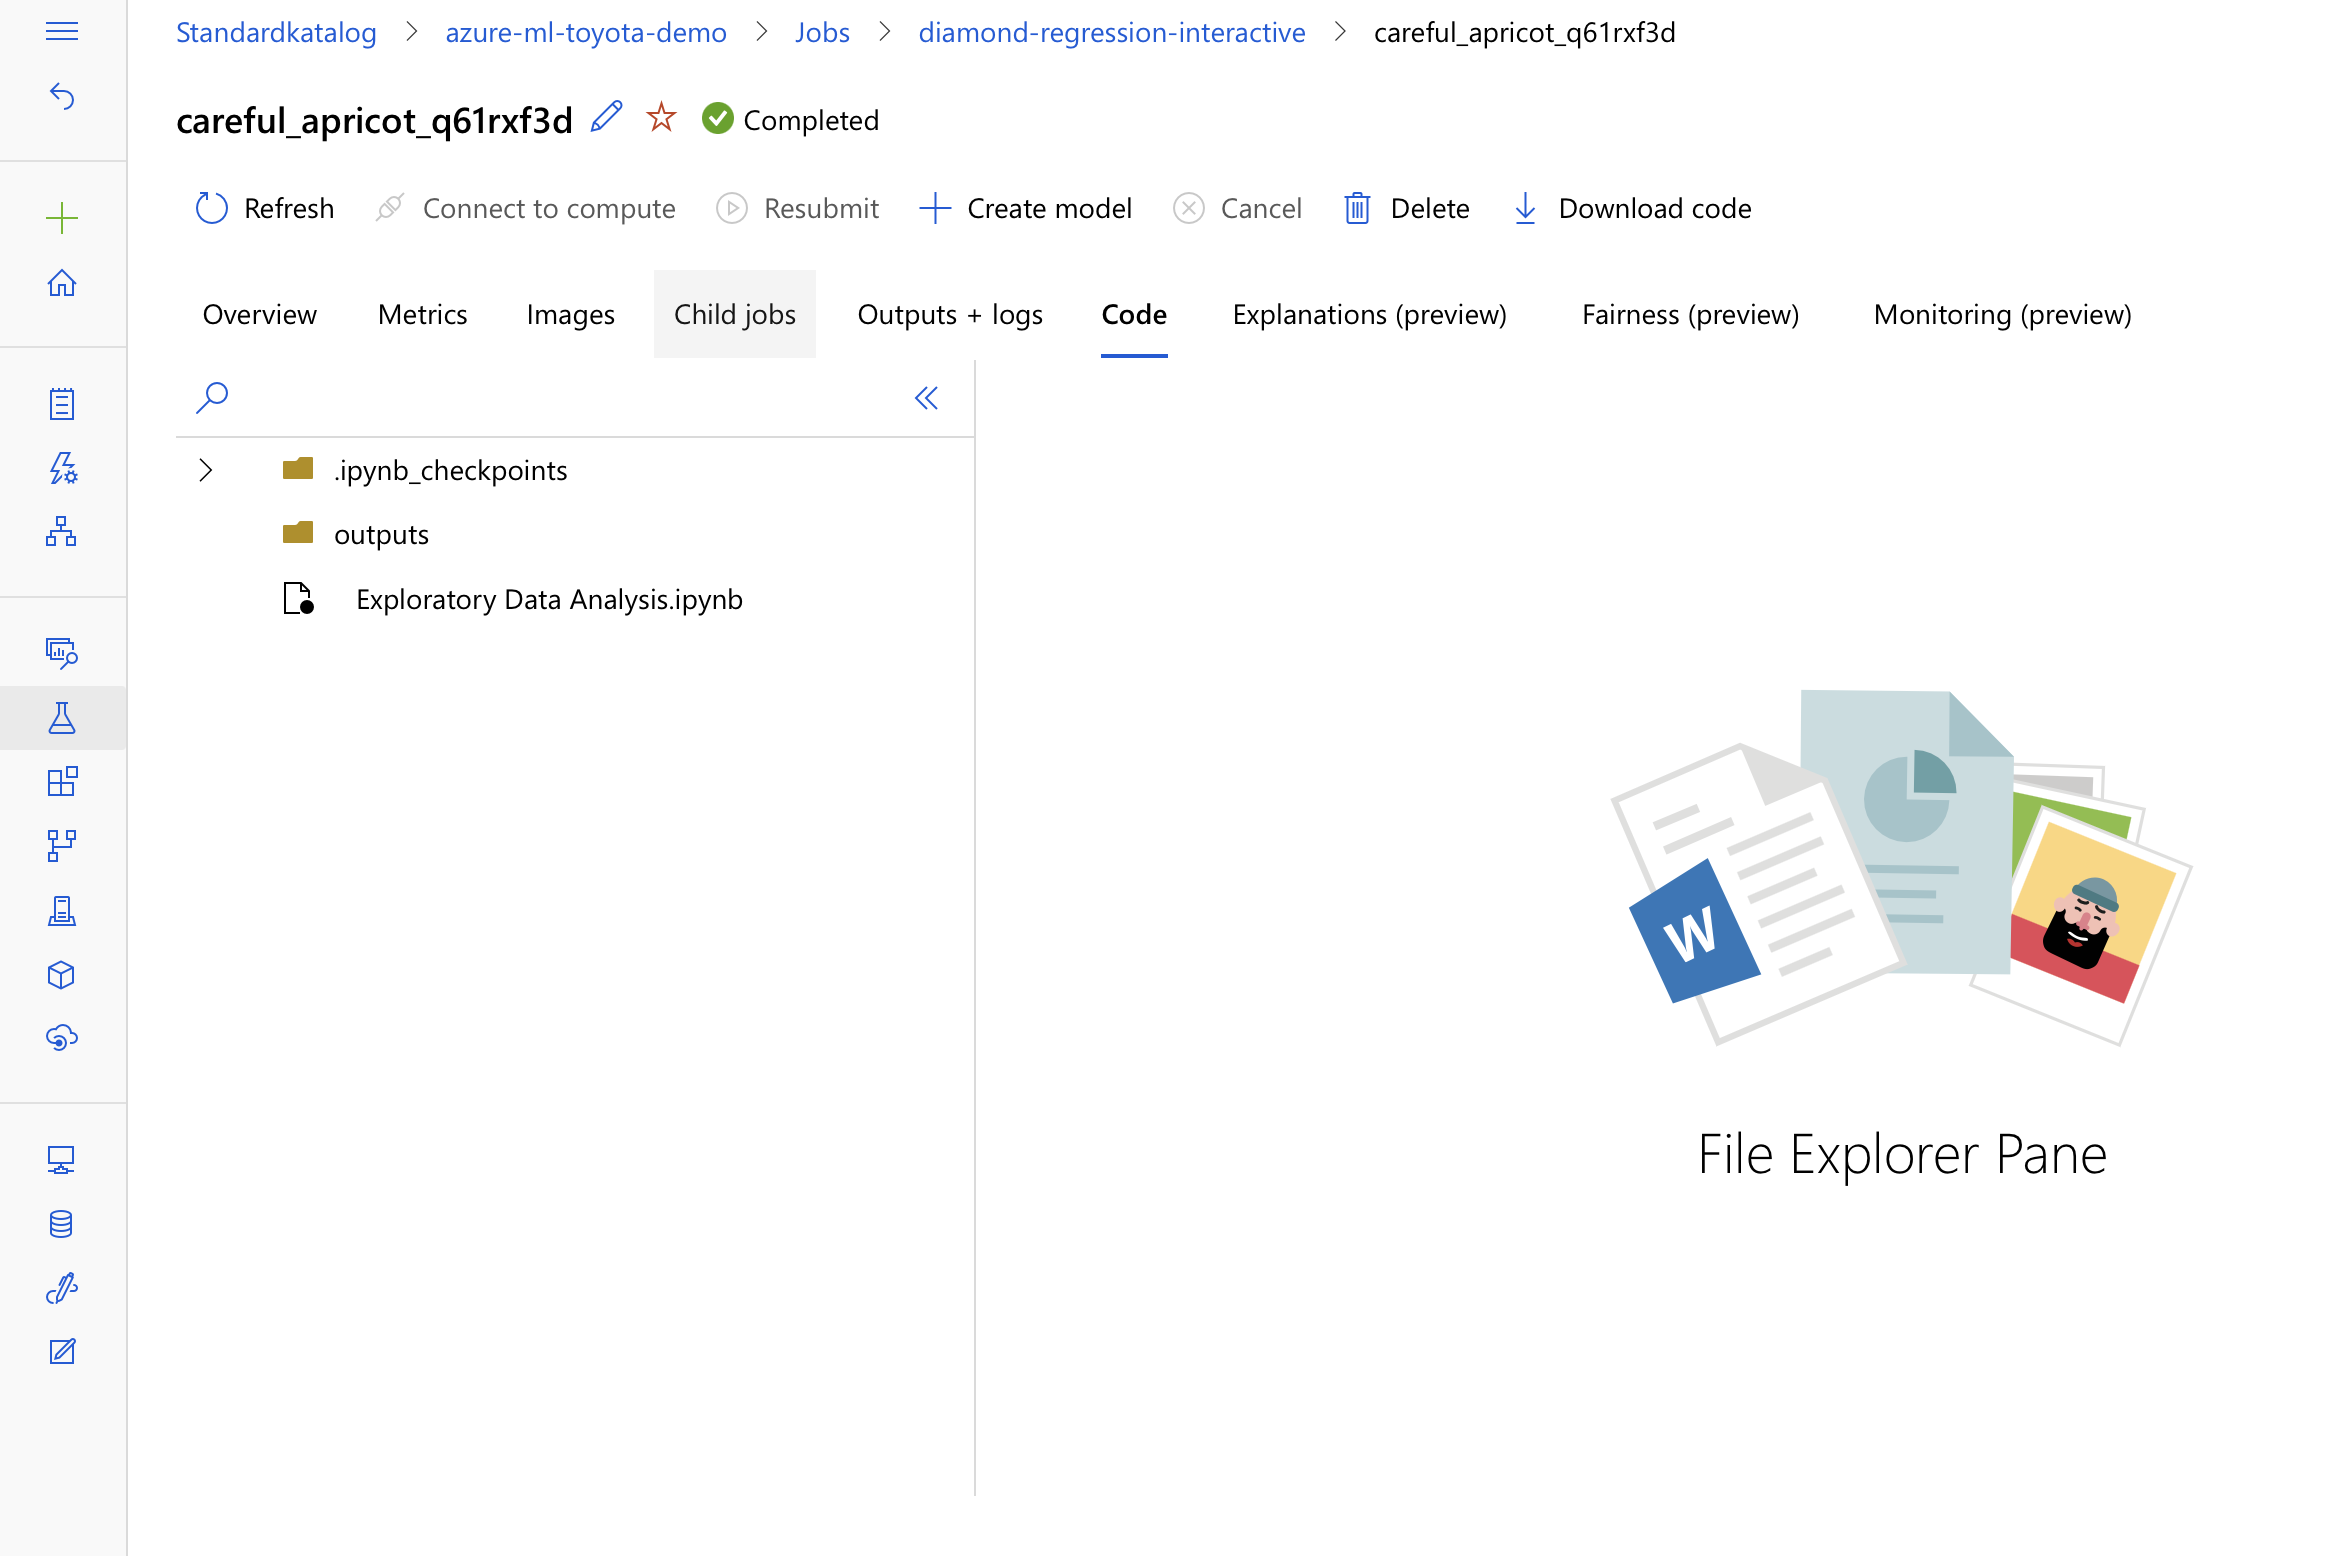 Standardkatalog > azure-ml-toyota-demo > Jobs > diamond-regression-interactive > careful_apricot_q61rxf3d
careful_apricot_q61rxf3d Completed
Refresh Connect to compute Resubmit Create model Cancel Delete Download code
Overview Metrics Images Child jobs Outputs + logs Code Explanations (preview) Fairness (preview) Monitoring (preview)
.ipynb_checkpoints
outputs
Exploratory Data Analysis.ipynb
W
File Explorer Pane